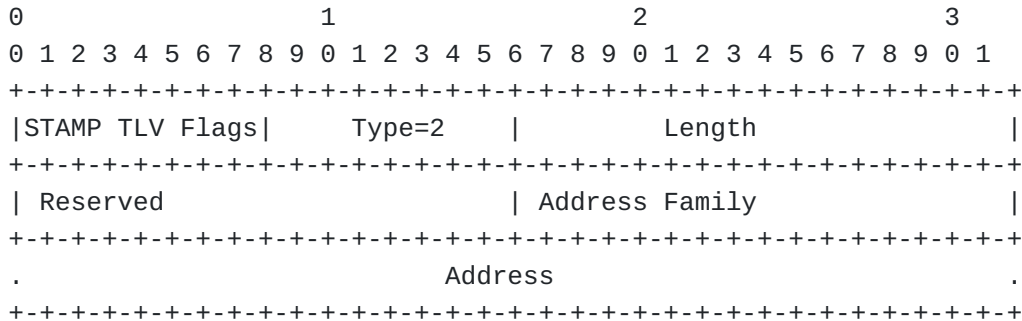 0                   1                   2                   3
0 1 2 3 4 5 6 7 8 9 0 1 2 3 4 5 6 7 8 9 0 1 2 3 4 5 6 7 8 9 0 1
+-+-+-+-+-+-+-+-+-+-+-+-+-+-+-+-+-+-+-+-+-+-+-+-+-+-+-+-+-+-+-+-+
|STAMP TLV Flags|     Type=2    |         Length                |
+-+-+-+-+-+-+-+-+-+-+-+-+-+-+-+-+-+-+-+-+-+-+-+-+-+-+-+-+-+-+-+-+
| Reserved                      | Address Family                |
+-+-+-+-+-+-+-+-+-+-+-+-+-+-+-+-+-+-+-+-+-+-+-+-+-+-+-+-+-+-+-+-+
.                           Address                             .
+-+-+-+-+-+-+-+-+-+-+-+-+-+-+-+-+-+-+-+-+-+-+-+-+-+-+-+-+-+-+-+-+